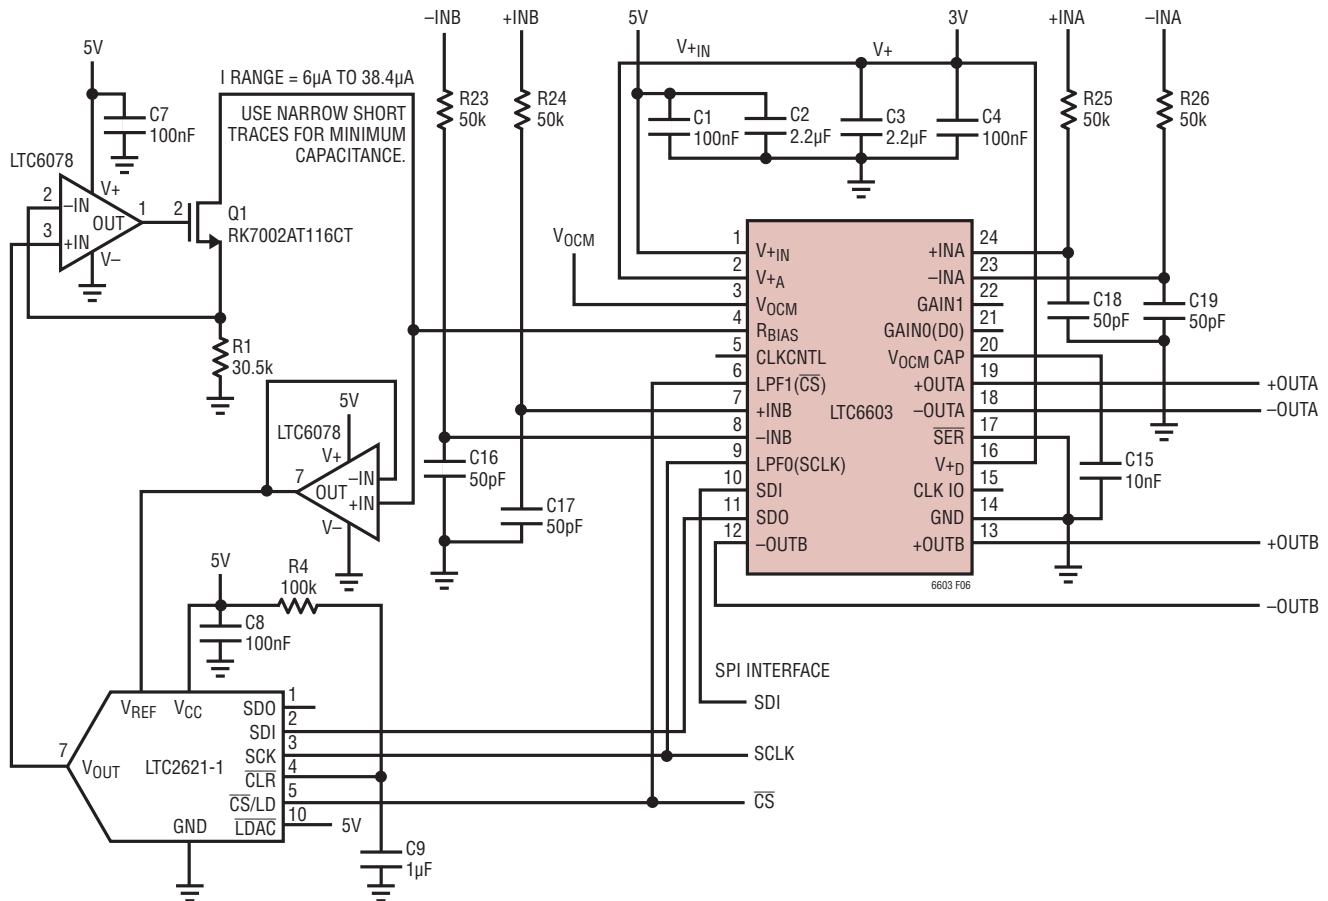 –INB
+INB
5V
3V
+INA
–INA
5V
V+IN
V+
I RANGE = 6µA TO 38.4µA
USE NARROW SHORT
TRACES FOR MINIMUM
CAPACITANCE.
C7
100nF
R23
50k
R24
50k
C1
100nF
C2
2.2µF
C3
2.2µF
C4
100nF
R25
50k
R26
50k
LTC6078
V+
2
–IN
3
+IN
OUT
1
V–
2
Q1
RK7002AT116CT
VOCM
R1
30.5k
1
V+IN
2
V+A
3
VOCM
4
RBIAS
5
CLKCNTL
6
LPF1(CS)
7
+INB
8
–INB
9
LPF0(SCLK)
10
SDI
11
SDO
12
–OUTB
LTC6603
24
+INA
23
–INA
22
GAIN1
21
GAIN0(D0)
20
VOCM CAP
19
+OUTA
18
–OUTA
17
SER
16
V+D
15
CLK IO
14
GND
13
+OUTB
6603 F06
C18
50pF
C19
50pF
+OUTA
–OUTA
C15
10nF
+OUTB
–OUTB
5V
LTC6078
V+
7
OUT
–IN
+IN
V–
C16
50pF
C17
50pF
5V
R4
100k
C8
100nF
SPI INTERFACE
SDI
SCLK
CS
VREF
VCC
SDO
1
SDI
2
SCK
3
CLR
4
CS/LD
5
LDAC
10
5V
7
VOUT
LTC2621-1
GND
C9
1µF